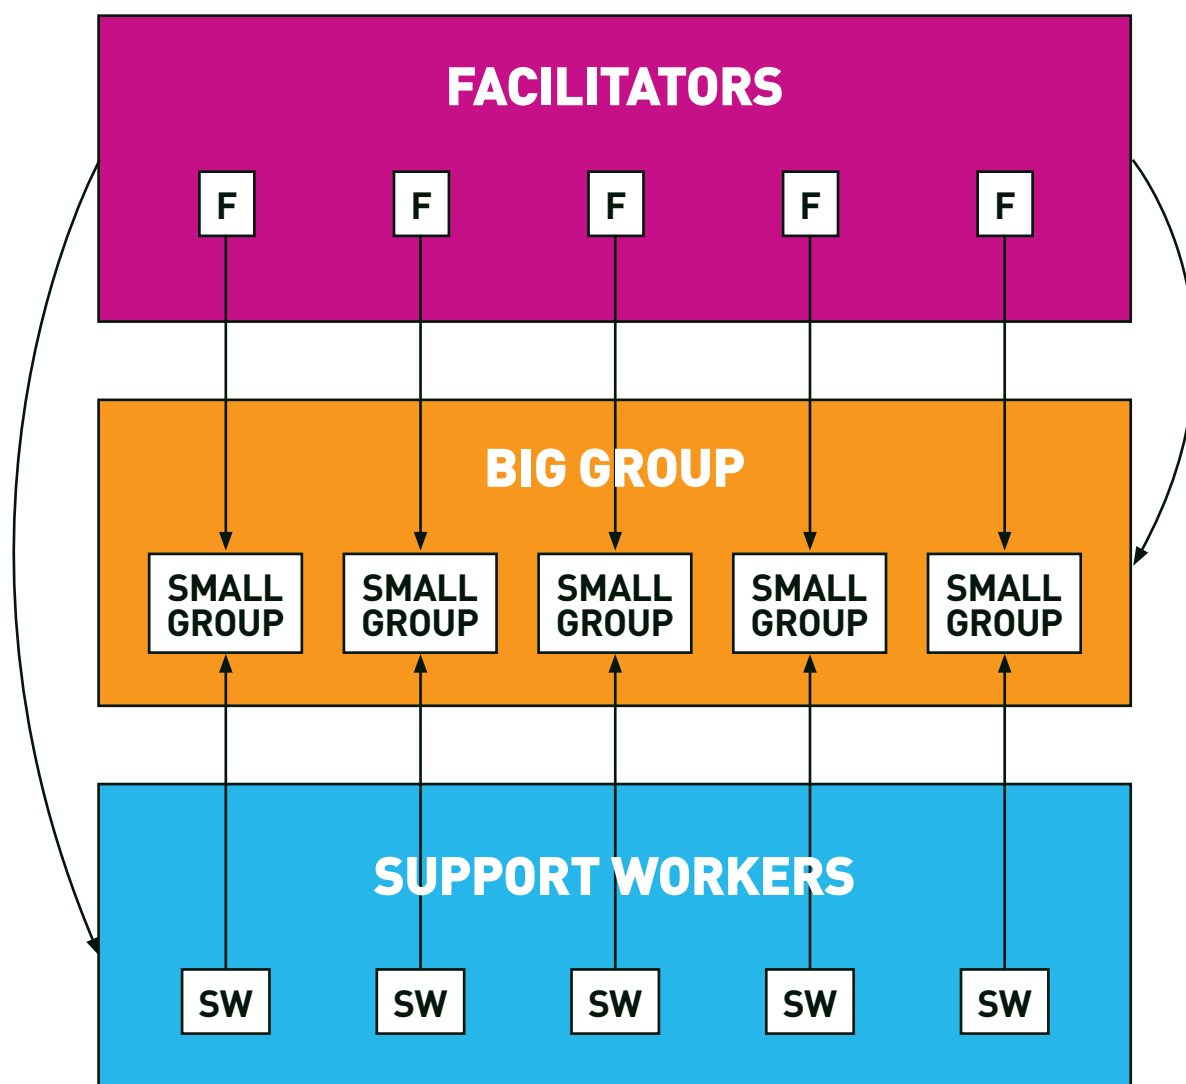 FACILITATORS
F F F F F
BIG GROUP
SMALL SMALL SMALL SMALL SMALL
GROUP GROUP GROUP GROUP GROUP
SUPPORT WORKERS
SW SW SW SW SW